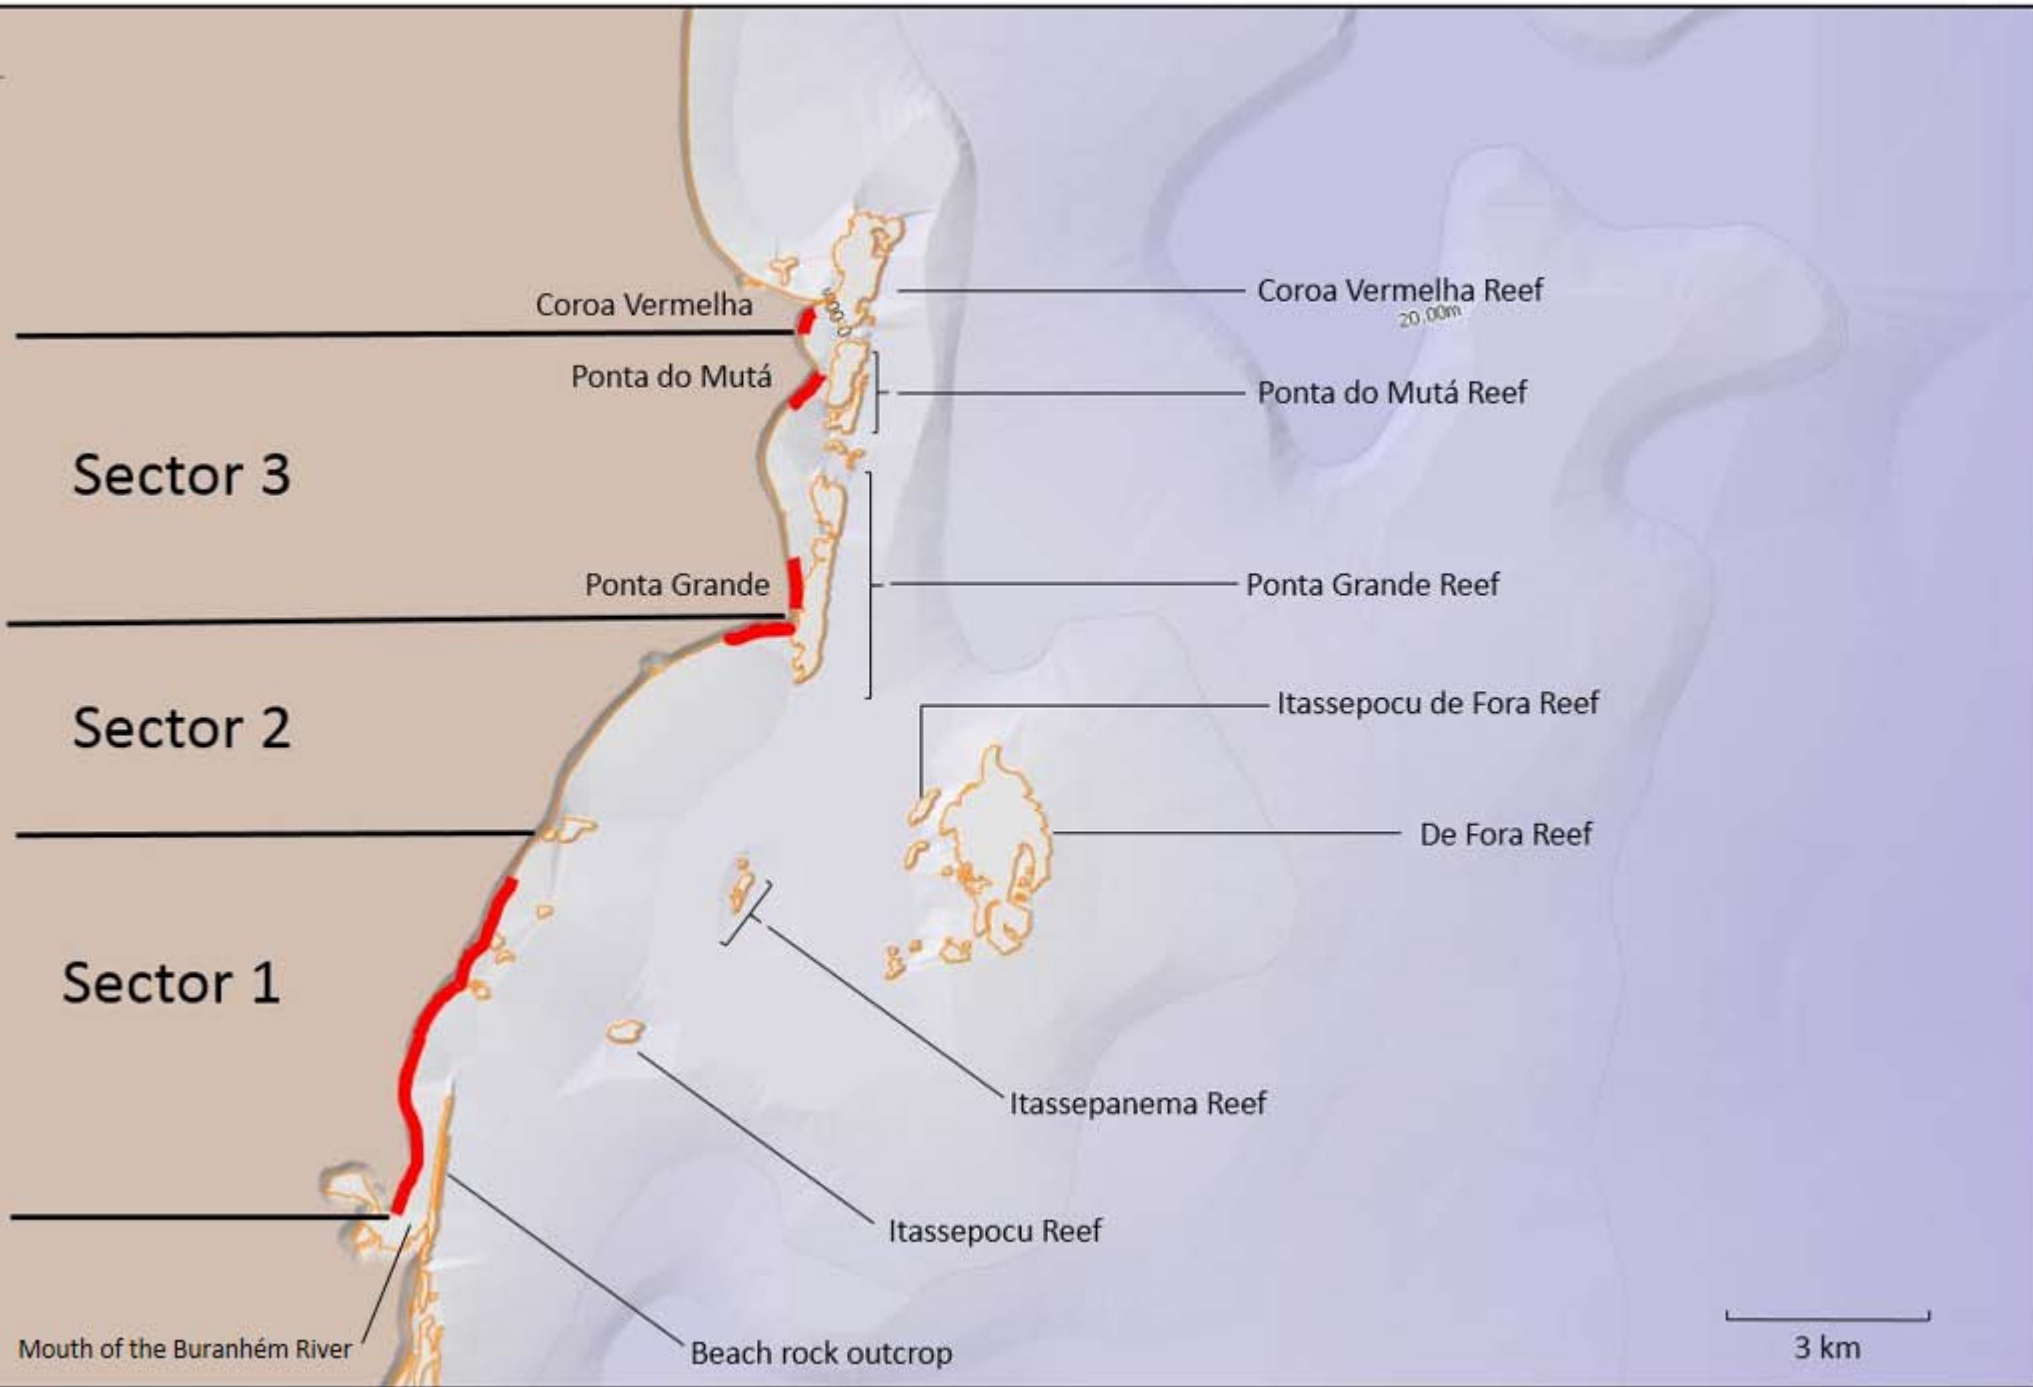 Coroa Vermelha
Coroa Vermelha Reef
20.00m
Ponta do Mutá
Ponta do Mutá Reef
Sector 3
Ponta Grande
Ponta Grande Reef
Sector 2
Itassepocu de Fora Reef
De Fora Reef
Sector 1
Itassepanema Reef
Itassepocu Reef
Mouth of the Buranhém River
Beach rock outcrop
3 km